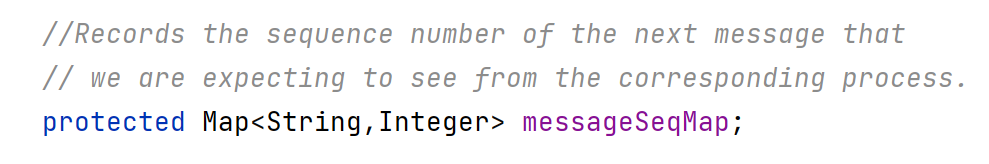 //Records the sequence number of the next message that
// we are expecting to see from the corresponding process.
protected Map<String,Integer> messageSeqMap;